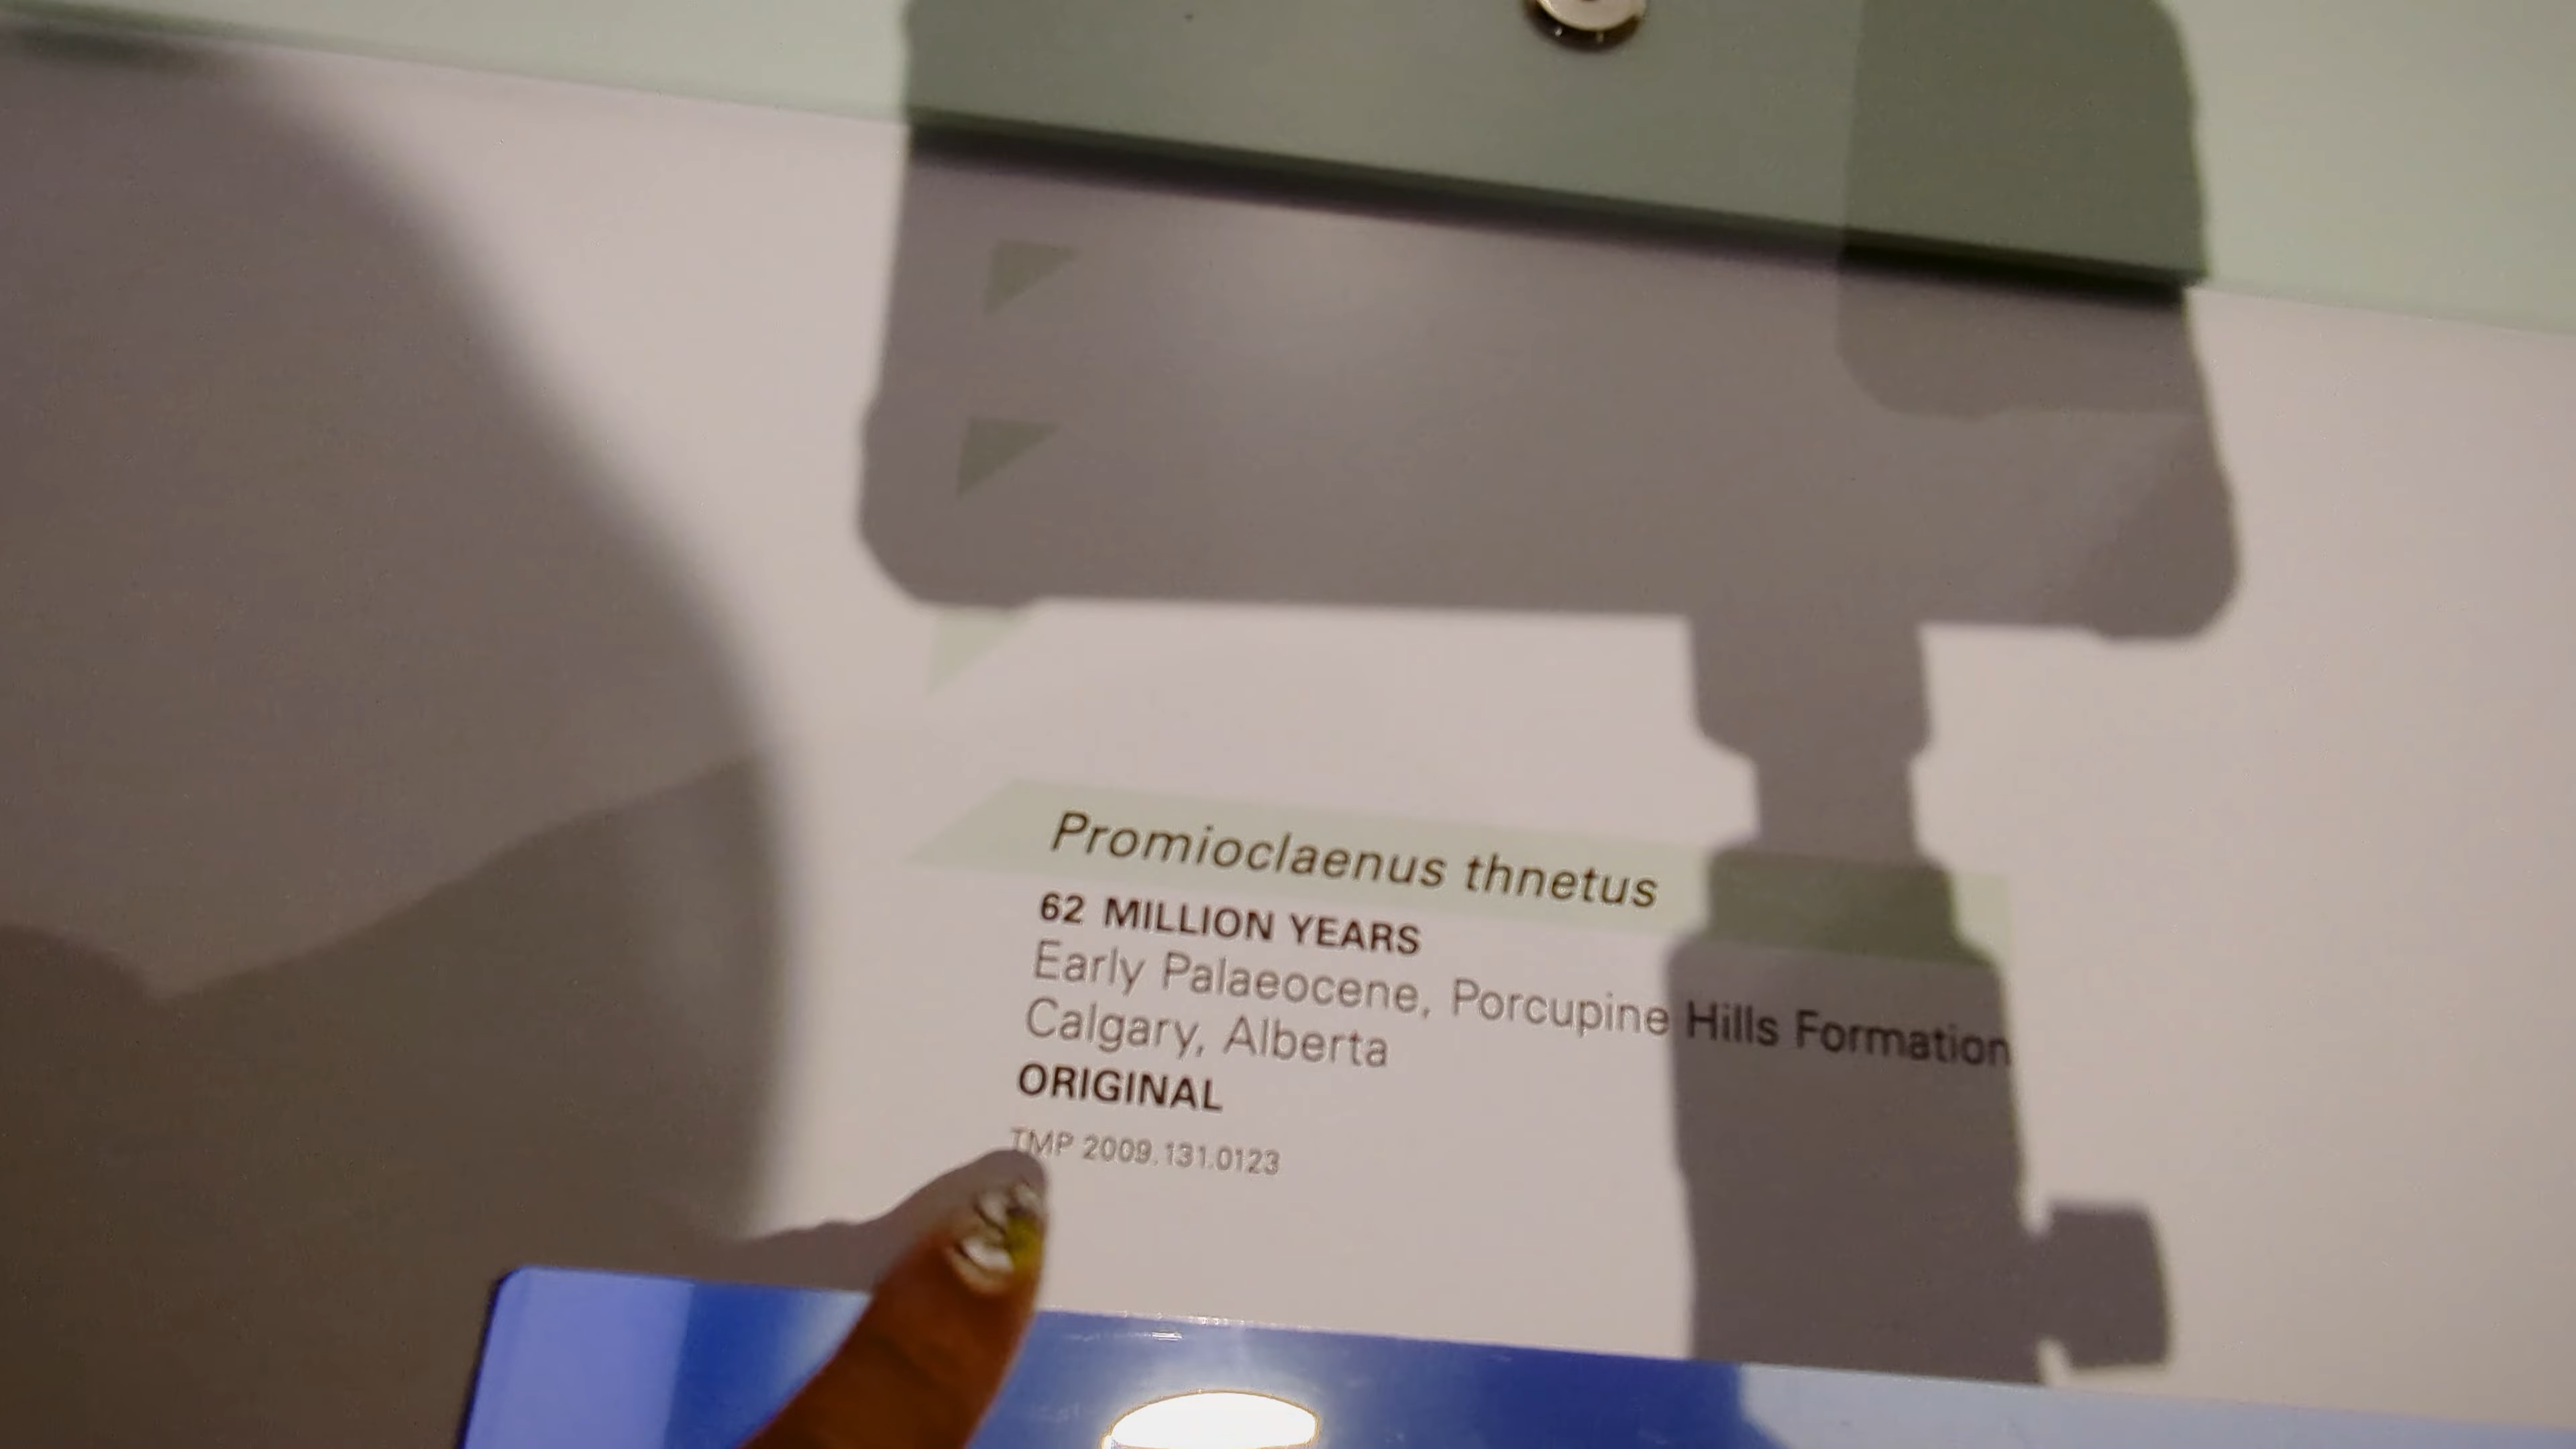 Promioclaenus thnetus
62 MILLION YEARS
Early Palaeocene, Porcupine Hills Formation
Calgary, Alberta
ORIGINAL
TMP 2009.131.0123